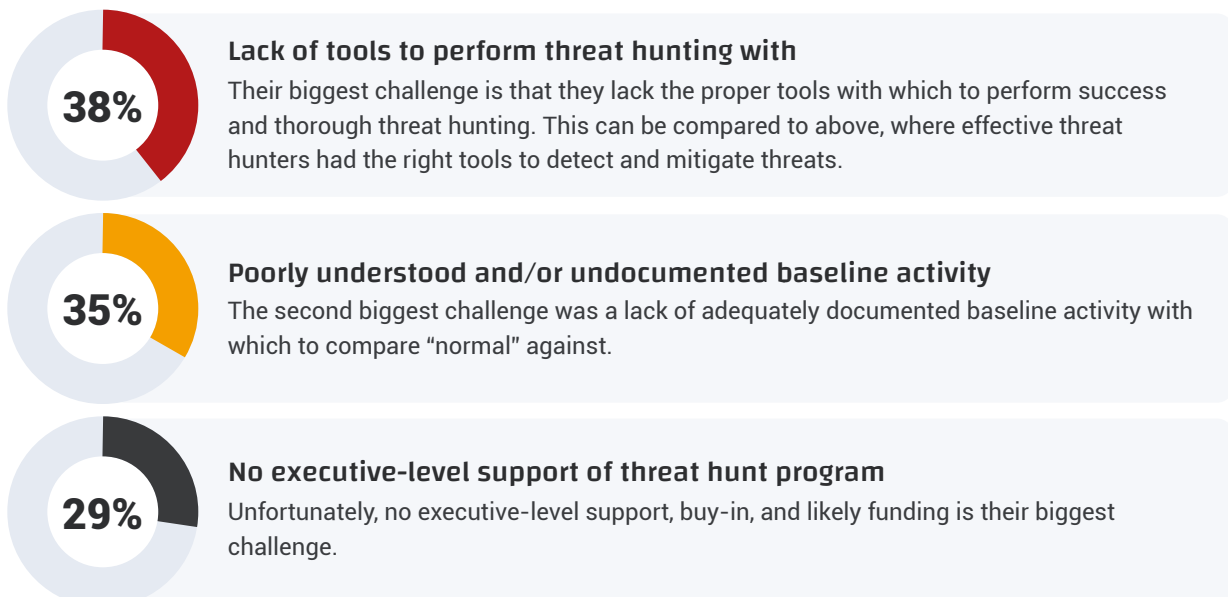 38%
Lack of tools to perform threat hunting with
Their biggest challenge is that they lack the proper tools with which to perform success
and thorough threat hunting. This can be compared to above, where effective threat
hunters had the right tools to detect and mitigate threats.
35%
Poorly understood and/or undocumented baseline activity
The second biggest challenge was a lack of adequately documented baseline activity with
which to compare “normal” against.
29%
No executive-level support of threat hunt program
Unfortunately, no executive-level support, buy-in, and likely funding is their biggest
challenge.